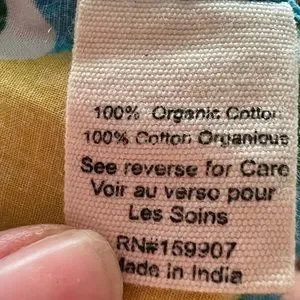 100% Organic Cotton
100% Cotton Organique
See reverse for Care
Voir au verso pour
Les Soins
RN#159907
Made in India